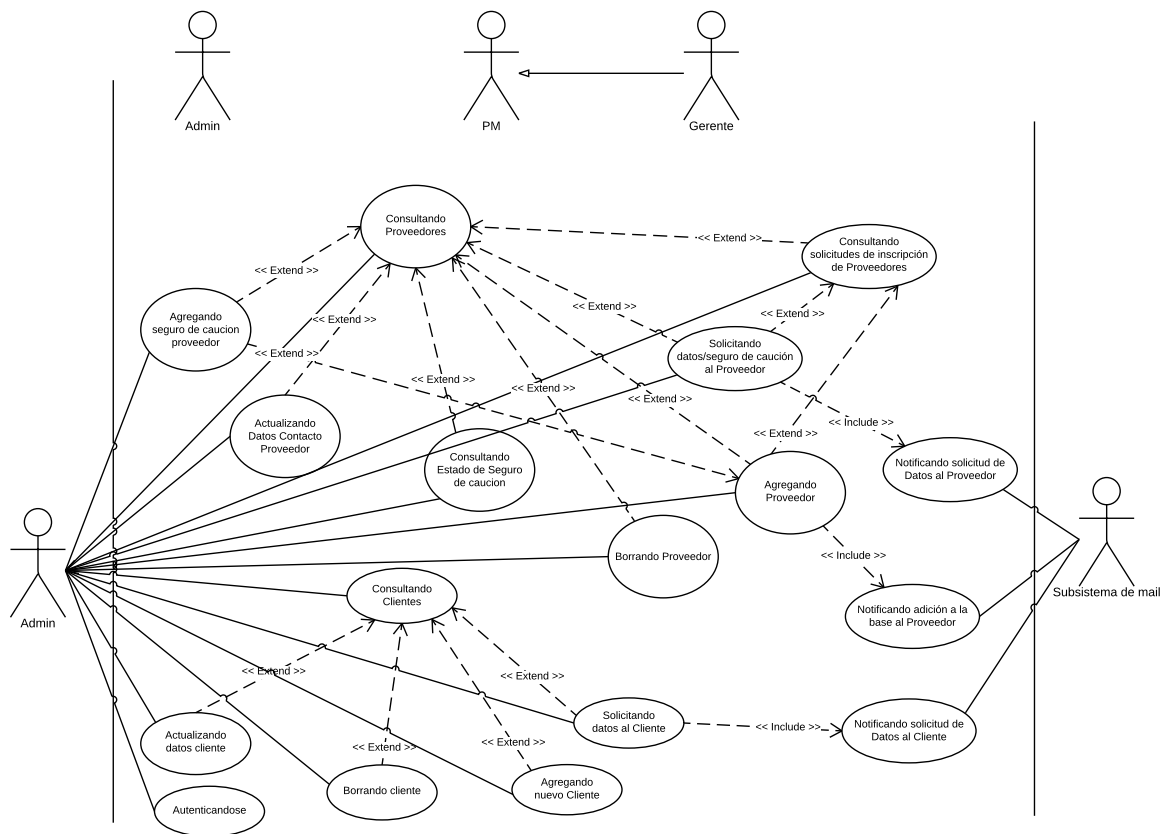 Admin
PM
Gerente
Consultando
Proveedores
<< Extend >>
Consultando
solicitudes de inscripción
de Proveedores
<< Extend >>
Agregando
seguro de caucion
proveedor
<< Extend >>
<< Extend >>
<< Extend >>
<< Extend >>
Solicitando
datos/seguro de caución
al Proveedor
<< Extend >>
<< Extend >>
<< Extend >>
<< Extend >>
Actualizando
Datos Contacto
Proveedor
<< Include >>
<< Extend >>
Consultando
Estado de Seguro
de caucion
Notificando solicitud de
Datos al Proveedor
Agregando
Proveedor
Borrando Proveedor
<< Include >>
Subsistema de mail
Consultando
Clientes
Notificando adición a la
base al Proveedor
Admin
<< Extend >>
<< Extend >>
Solicitando
datos al Cliente
<< Include >>
Notificando solicitud de
Datos al Cliente
Actualizando
datos cliente
<< Extend >>
<< Extend >>
Borrando cliente
Agregando
nuevo Cliente
Autenticandose